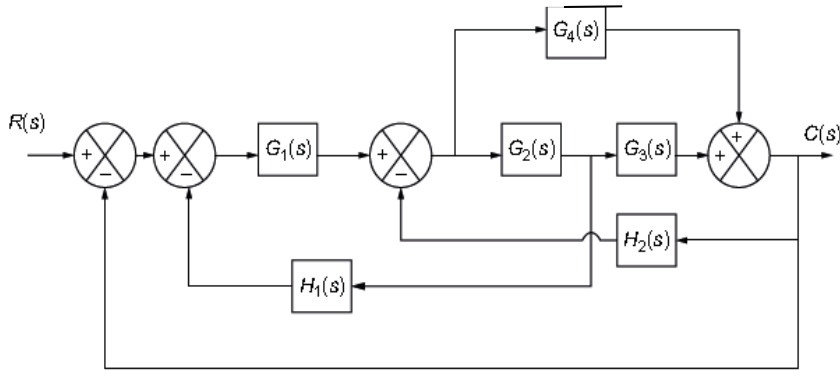 G4(s)
R(s)
C(s)
+
−
+
−
G1(s)
+
−
G2(s)
G3(s)
+
+
H2(s)
H1(s)